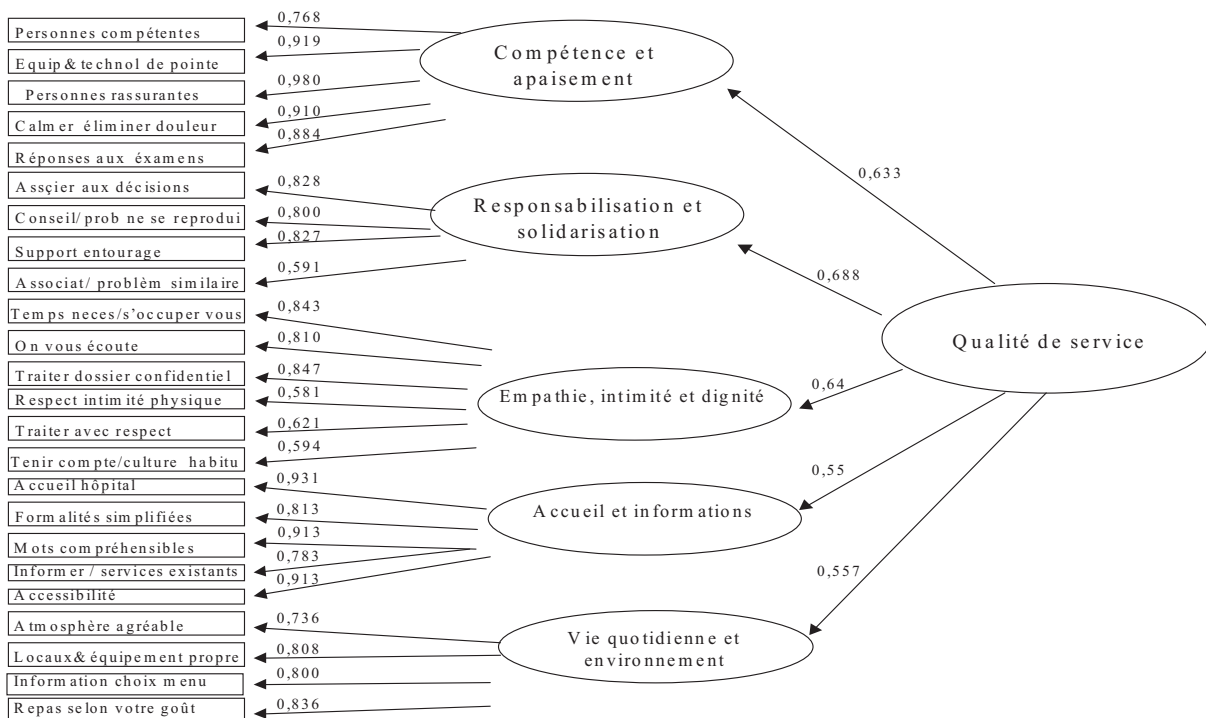 Personnes compétentes
0,768
Equip& technol de pointe
0,919
Personnes rassurantes
0,980
Calmer éliminer douleur
0,910
Réponses aux éxamens
0,884
Compétence et
apaisement
0,633
Assçier aux décisions
0,828
Conseil/prob ne se reprodui
0,800
Support entourage
0,827
Associat/ problèm similaire
0,591
Responsabilisation et
solidarisation
0,688
Temps neces/s'occuper vous
0,843
On vous écoute
0,810
Traiter dossier confidentiel
0,847
Respect intimité physique
0,581
Traiter avec respect
0,621
Tenir compte/culture habitu
0,594
Empathie, intimité et dignité
0,64
Qualité de service
Accueil hôpital
0,931
Formalités simplifiées
0,813
Mots compréhensibles
0,913
Informer / services existants
0,783
Accessibilité
0,913
Accueil et informations
0,55
Atmosphère agréable
0,736
Locaux& équipement propre
0,808
Information choix menu
0,800
Repas selon votre goût
0,836
Vie quotidienne et
environnement
0,557